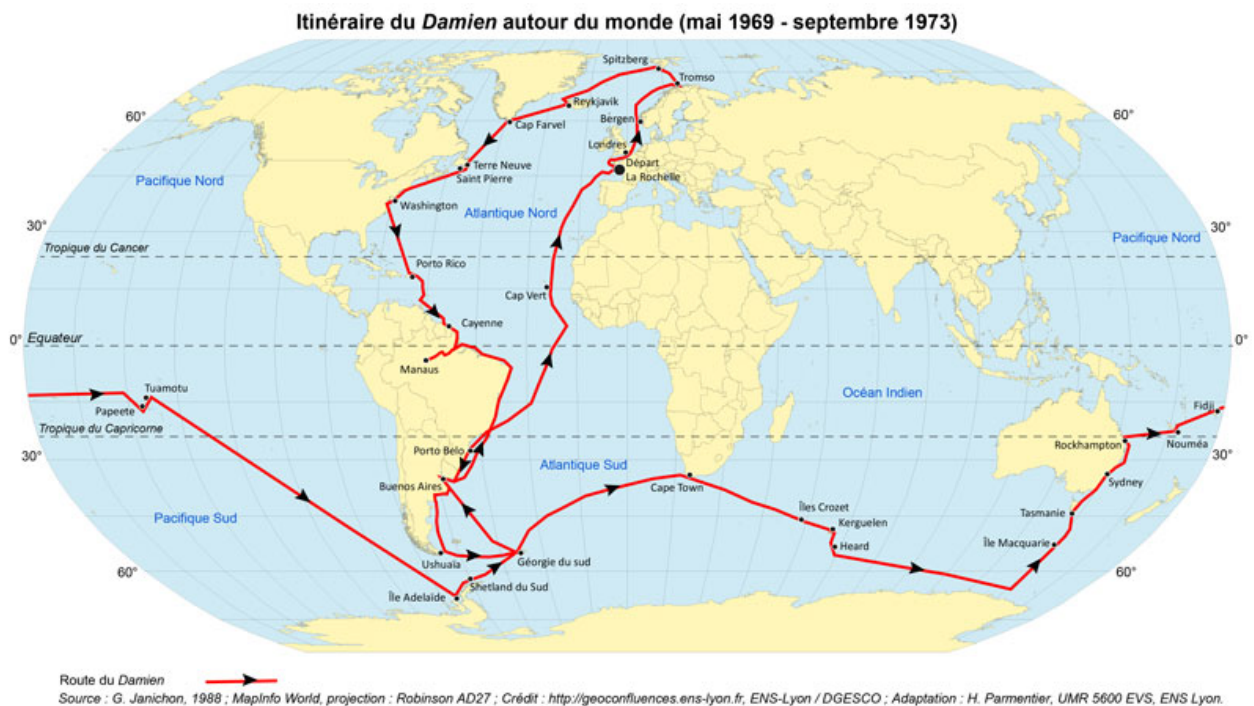 Itinéraire du Damien autour du monde (mai 1969 - septembre 1973)
Spitzberg
Tromso
Reykjavik
60°
Cap Farvel
Bergen
60°
Londres
Terre Neuve
Départ
Saint Pierre
La Rochelle
Pacifique Nord
Washington
Atlantique Nord
30°
30°
Pacifique Nord
Tropique du Cancer
Porto Rico
Cap Vert
Cayenne
Equateur
0°
0°
Manaus
Tuamotu
Océan Indien
Papeete
Fidji
Tropique du Capricorne
Porto Belo
Rockhampton
Nouméa
30°
Atlantique Sud
30°
Buenos Aires
Cape Town
Sydney
Pacifique Sud
Îles Crozet
Tasmanie
Kerguelen
Île Macquarie
Heard
Ushuaïa
Géorgie du sud
60°
60°
Shetland du Sud
Île Adelaïde
Route du Damien
Source : G. Janichon, 1988 ; MapInfo World, projection : Robinson AD27 ; Crédit : http://geoconfluences.ens-lyon.fr, ENS-Lyon / DGESCO ; Adaptation : H. Parmentier, UMR 5600 EVS, ENS Lyon.